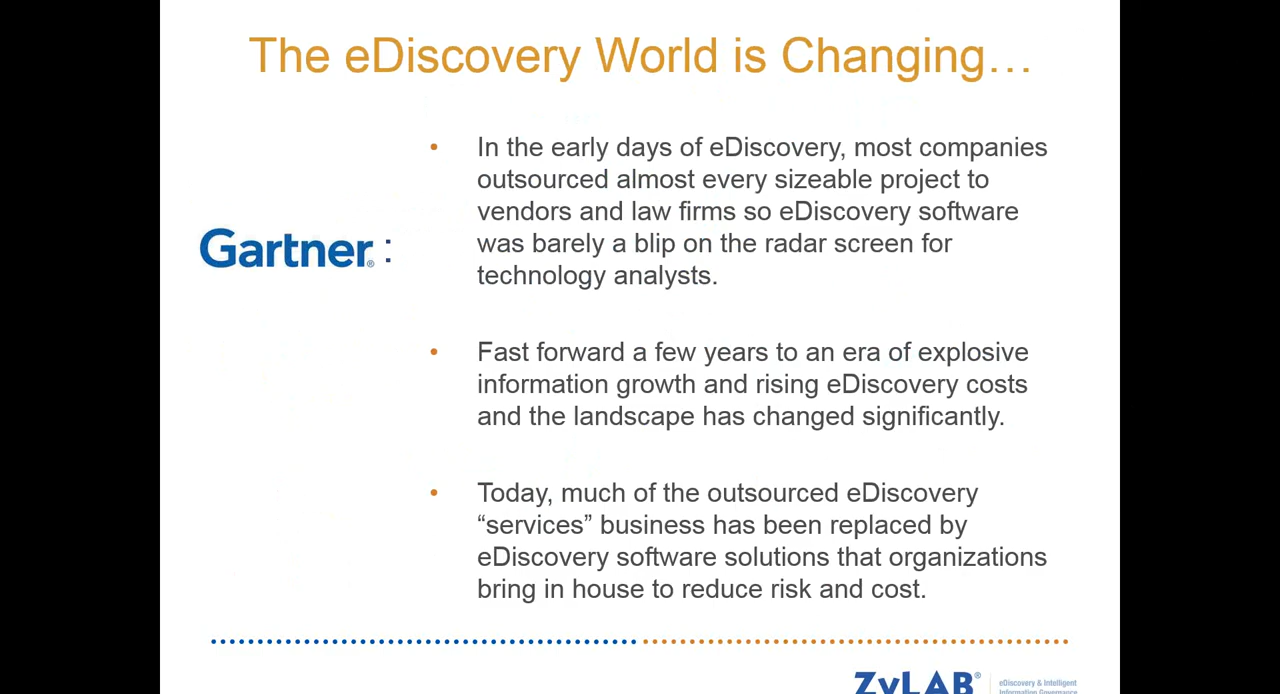 The eDiscovery World is Changing…
Gartner® :
• In the early days of eDiscovery, most companies
outsourced almost every sizeable project to
vendors and law firms so eDiscovery software
was barely a blip on the radar screen for
technology analysts.
• Fast forward a few years to an era of explosive
information growth and rising eDiscovery costs
and the landscape has changed significantly.
• Today, much of the outsourced eDiscovery
“services” business has been replaced by
eDiscovery software solutions that organizations
bring in house to reduce risk and cost.
ZyLAB®
eDiscovery & Intelligent
Information Governance